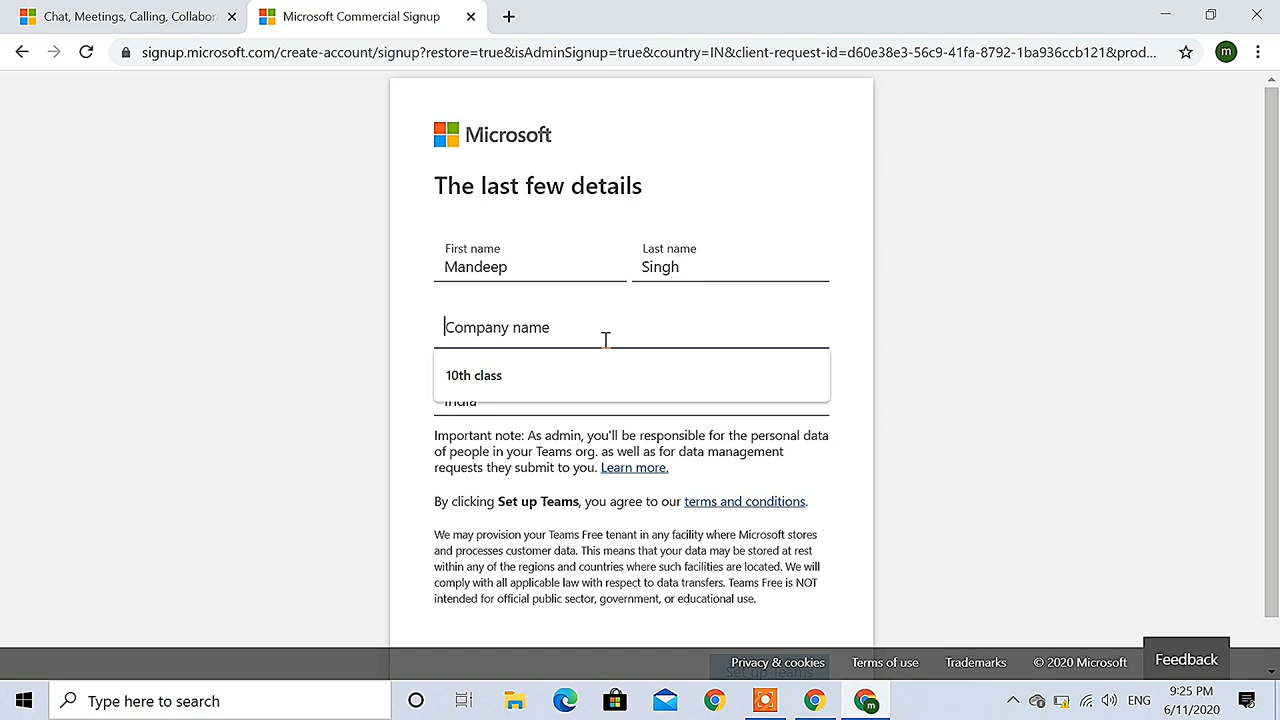 Chat, Meetings, Calling, Collabor
Microsoft Commercial Signup
signup.microsoft.com/create-account/signup?restore=true&isAdminSignup=true&country=IN&client-request-id=d60e38e3-56c9-41fa-8792-1ba936ccb121&prod...
m
Microsoft
The last few details
First name
Last name
Mandeep
Singh
Company name
10th class
India
Important note: As admin, you'll be responsible for the personal data
of people in your Teams org. as well as for data management
requests they submit to you. Learn more.
By clicking Set up Teams, you agree to our terms and conditions.
We may provision your Teams Free tenant in any facility where Microsoft stores
and processes customer data. This means that your data may be stored at rest
within any of the regions and countries where such facilities are located. We will
comply with all applicable law with respect to data transfers. Teams Free is NOT
intended for official public sector, government, or educational use.
Set up Teams
Privacy & cookies
Terms of use
Trademarks
© 2020 Microsoft
Feedback
Type here to search
m
ENG
9:25 PM
6/11/2020